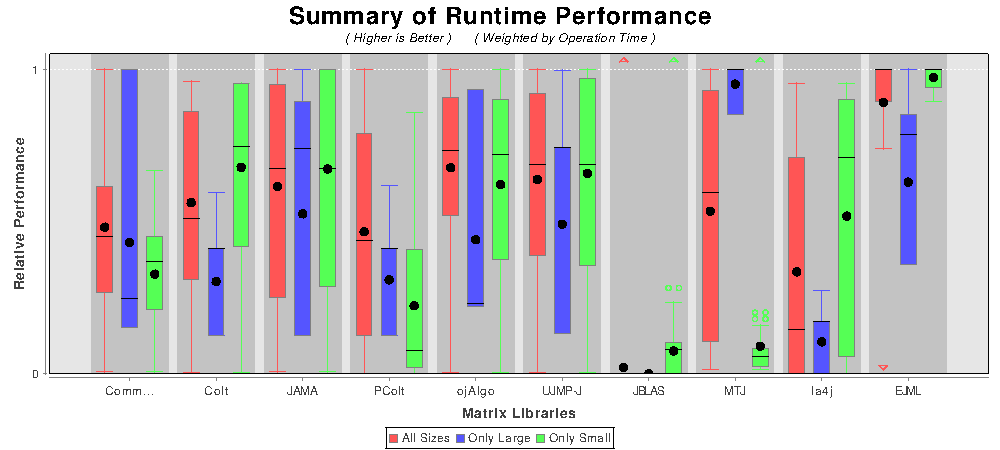 Summary of Runtime Performance
( Higher is Better )   ( Weighted by Operation Time )
1
Relative Performance
0
Comm... Colt JAMA PColt ojAlgo UJMP-J JBLAS MTJ la4j EJML
Matrix Libraries
All Sizes Only Large Only Small